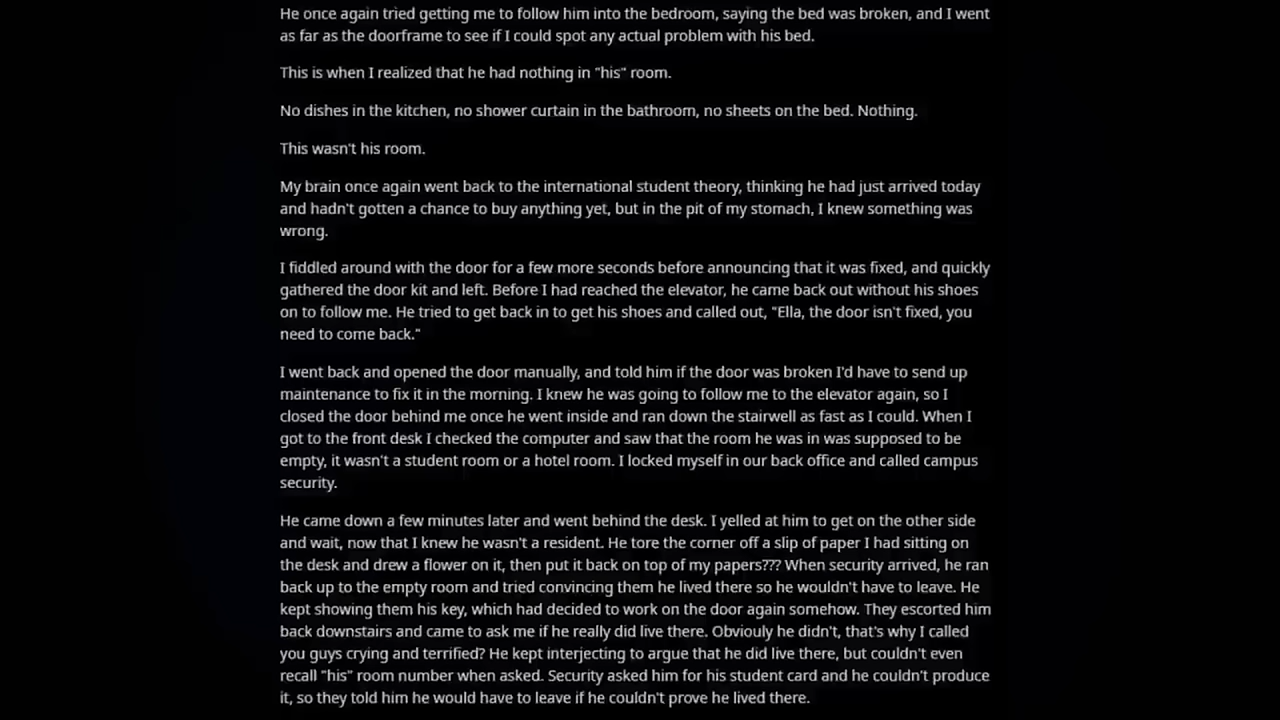 He once again tried getting me to follow him into the bedroom, saying the bed was broken, and I went
as far as the doorframe to see if I could spot any actual problem with his bed.
This is when I realized that he had nothing in "his" room.
No dishes in the kitchen, no shower curtain in the bathroom, no sheets on the bed. Nothing.
This wasn't his room.
My brain once again went back to the international student theory, thinking he had just arrived today
and hadn't gotten a chance to buy anything yet, but in the pit of my stomach, I knew something was
wrong.
I fiddled around with the door for a few more seconds before announcing that it was fixed, and quickly
gathered the door kit and left. Before I had reached the elevator, he came back out without his shoes
on to follow me. He tried to get back in to get his shoes and called out, "Ella, the door isn't fixed, you
need to come back."
I went back and opened the door manually, and told him if the door was broken I'd have to send up
maintenance to fix it in the morning. I knew he was going to follow me to the elevator again, so I
closed the door behind me once he went inside and ran down the stairwell as fast as I could. When I
got to the front desk I checked the computer and saw that the room he was in was supposed to be
empty, it wasn't a student room or a hotel room. I locked myself in our back office and called campus
security.
He came down a few minutes later and went behind the desk. I yelled at him to get on the other side
and wait, now that I knew he wasn't a resident. He tore the corner off a slip of paper I had sitting on
the desk and drew a flower on it, then put it back on top of my papers??? When security arrived, he ran
back up to the empty room and tried convincing them he lived there so he wouldn't have to leave. He
kept showing them his key, which had decided to work on the door again somehow. They escorted him
back downstairs and came to ask me if he really did live there. Obviouly he didn't, that's why I called
you guys crying and terrified? He kept interjecting to argue that he did live there, but couldn't even
recall "his" room number when asked. Security asked him for his student card and he couldn't produce
it, so they told him he would have to leave if he couldn't prove he lived there.